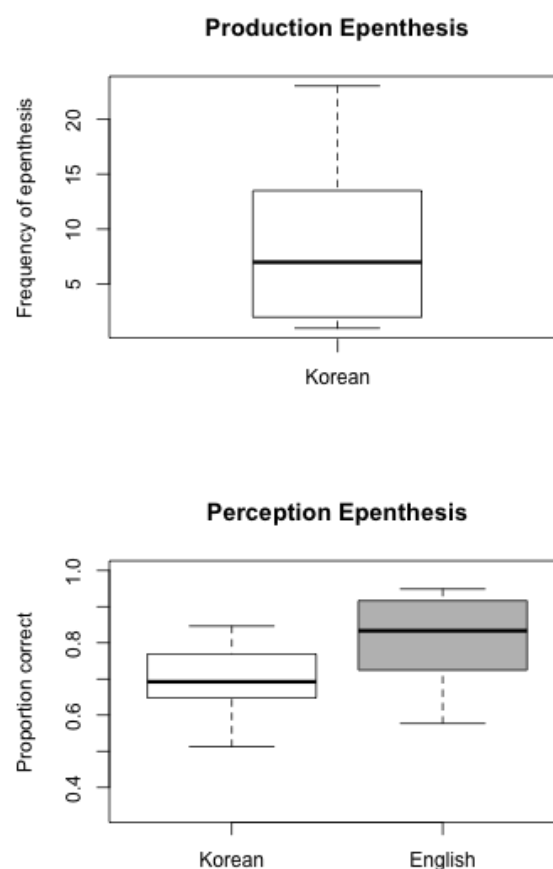 Production Epenthesis
Frequency of epenthesis
20
15
10
5
Korean
Perception Epenthesis
Proportion correct
1.0
0.8
0.6
0.4
Korean English